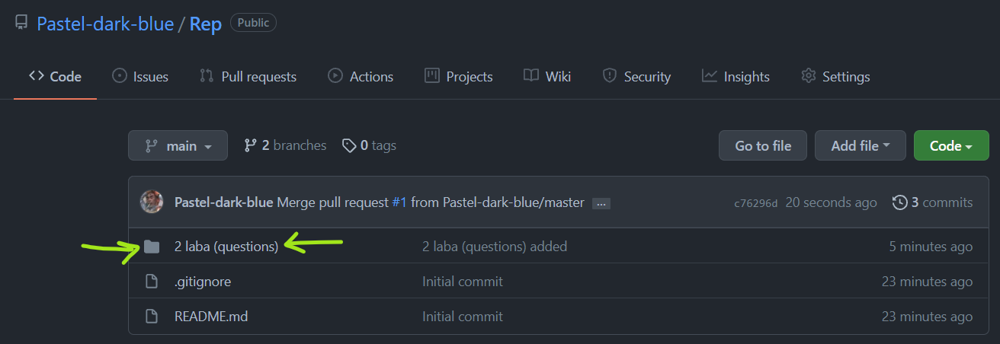 Pastel-dark-blue / Rep Public
Code Issues Pull requests Actions Projects Wiki Security Insights Settings
main 2 branches 0 tags Go to file Add file Code
Pastel-dark-blue Merge pull request #1 from Pastel-dark-blue/master ... c76296d 20 seconds ago 3 commits
2 laba (questions) 2 laba (questions) added 5 minutes ago
.gitignore Initial commit 23 minutes ago
README.md Initial commit 23 minutes ago